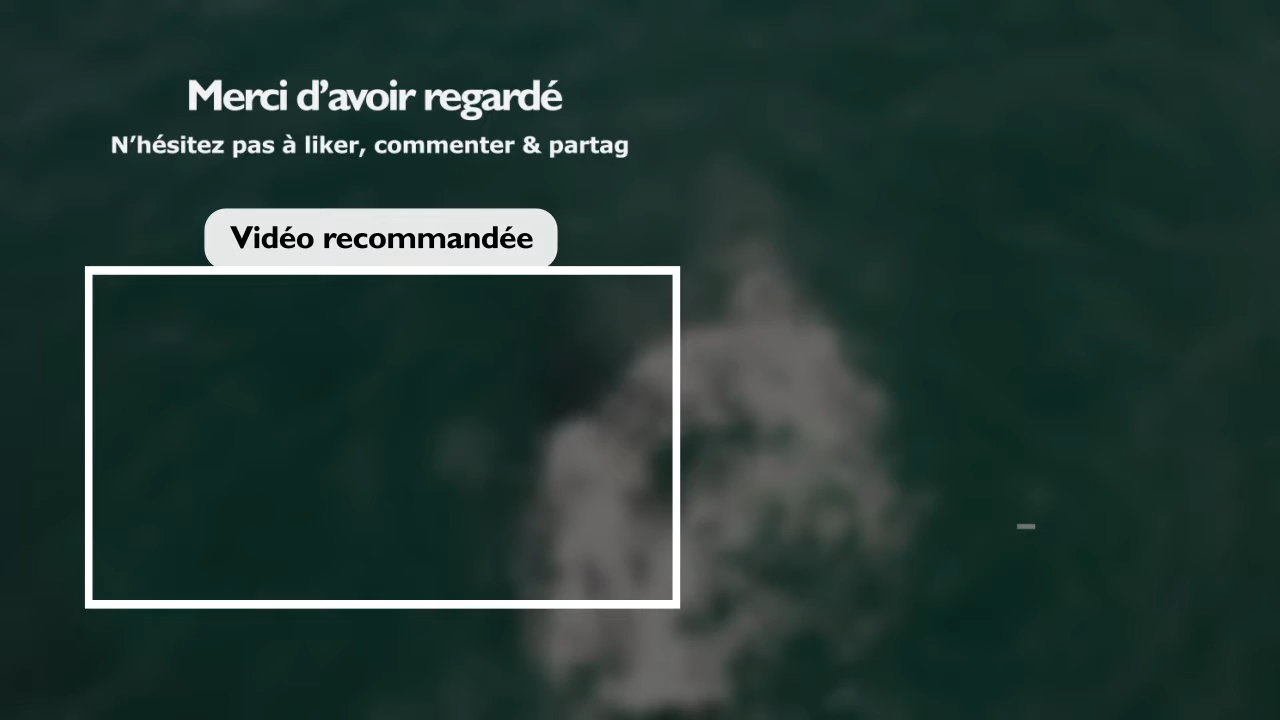 Merci d’avoir regardé
N’hésitez pas à liker, commenter & partag
Vidéo recommandée